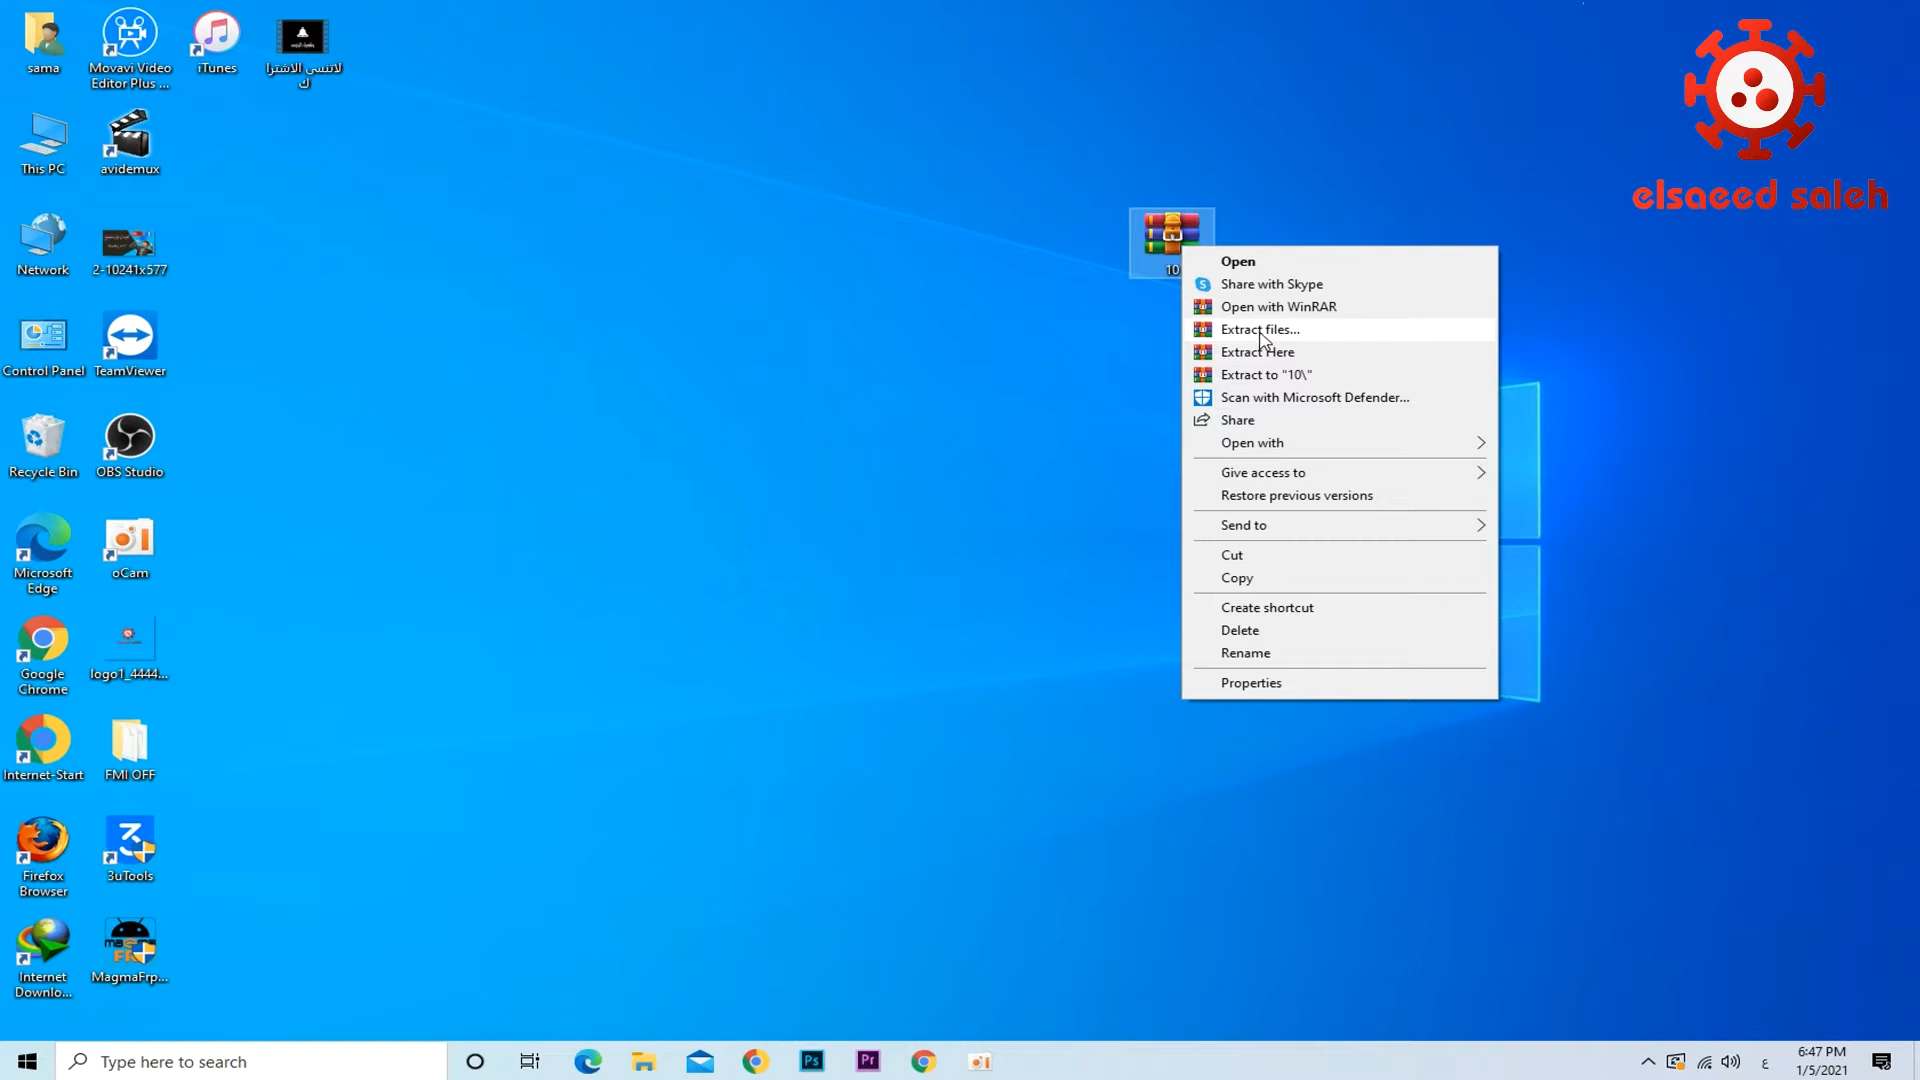 sama
Movavi Video
Editor Plus ...
iTunes
لاتنسى الاشترا
ك
This PC
avidemux
Network
2-10241x577
Control Panel
TeamViewer
Recycle Bin
OBS Studio
Microsoft
Edge
oCam
Google
Chrome
logo1_4444...
Internet-Start
FMI OFF
Firefox
Browser
3uTools
Internet
Downlo...
MagmaFrp...
elsaeed saleh
10
Open
Share with Skype
Open with WinRAR
Extract files...
Extract Here
Extract to "10\"
Scan with Microsoft Defender...
Share
Open with
Give access to
Restore previous versions
Send to
Cut
Copy
Create shortcut
Delete
Rename
Properties
Type here to search
Ps
Pr
ع
6:47 PM
1/5/2021